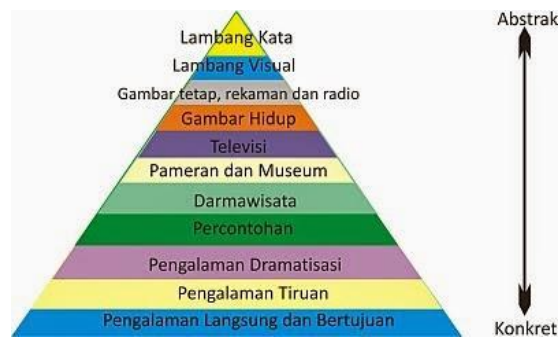 Abstrak
Lambang Kata
Lambang Visual
Gambar tetap, rekaman dan radio
Gambar Hidup
Televisi
Pameran dan Museum
Darmawisata
Percontohan
Pengalaman Dramatisasi
Pengalaman Tiruan
Pengalaman Langsung dan Bertujuan
Konkret